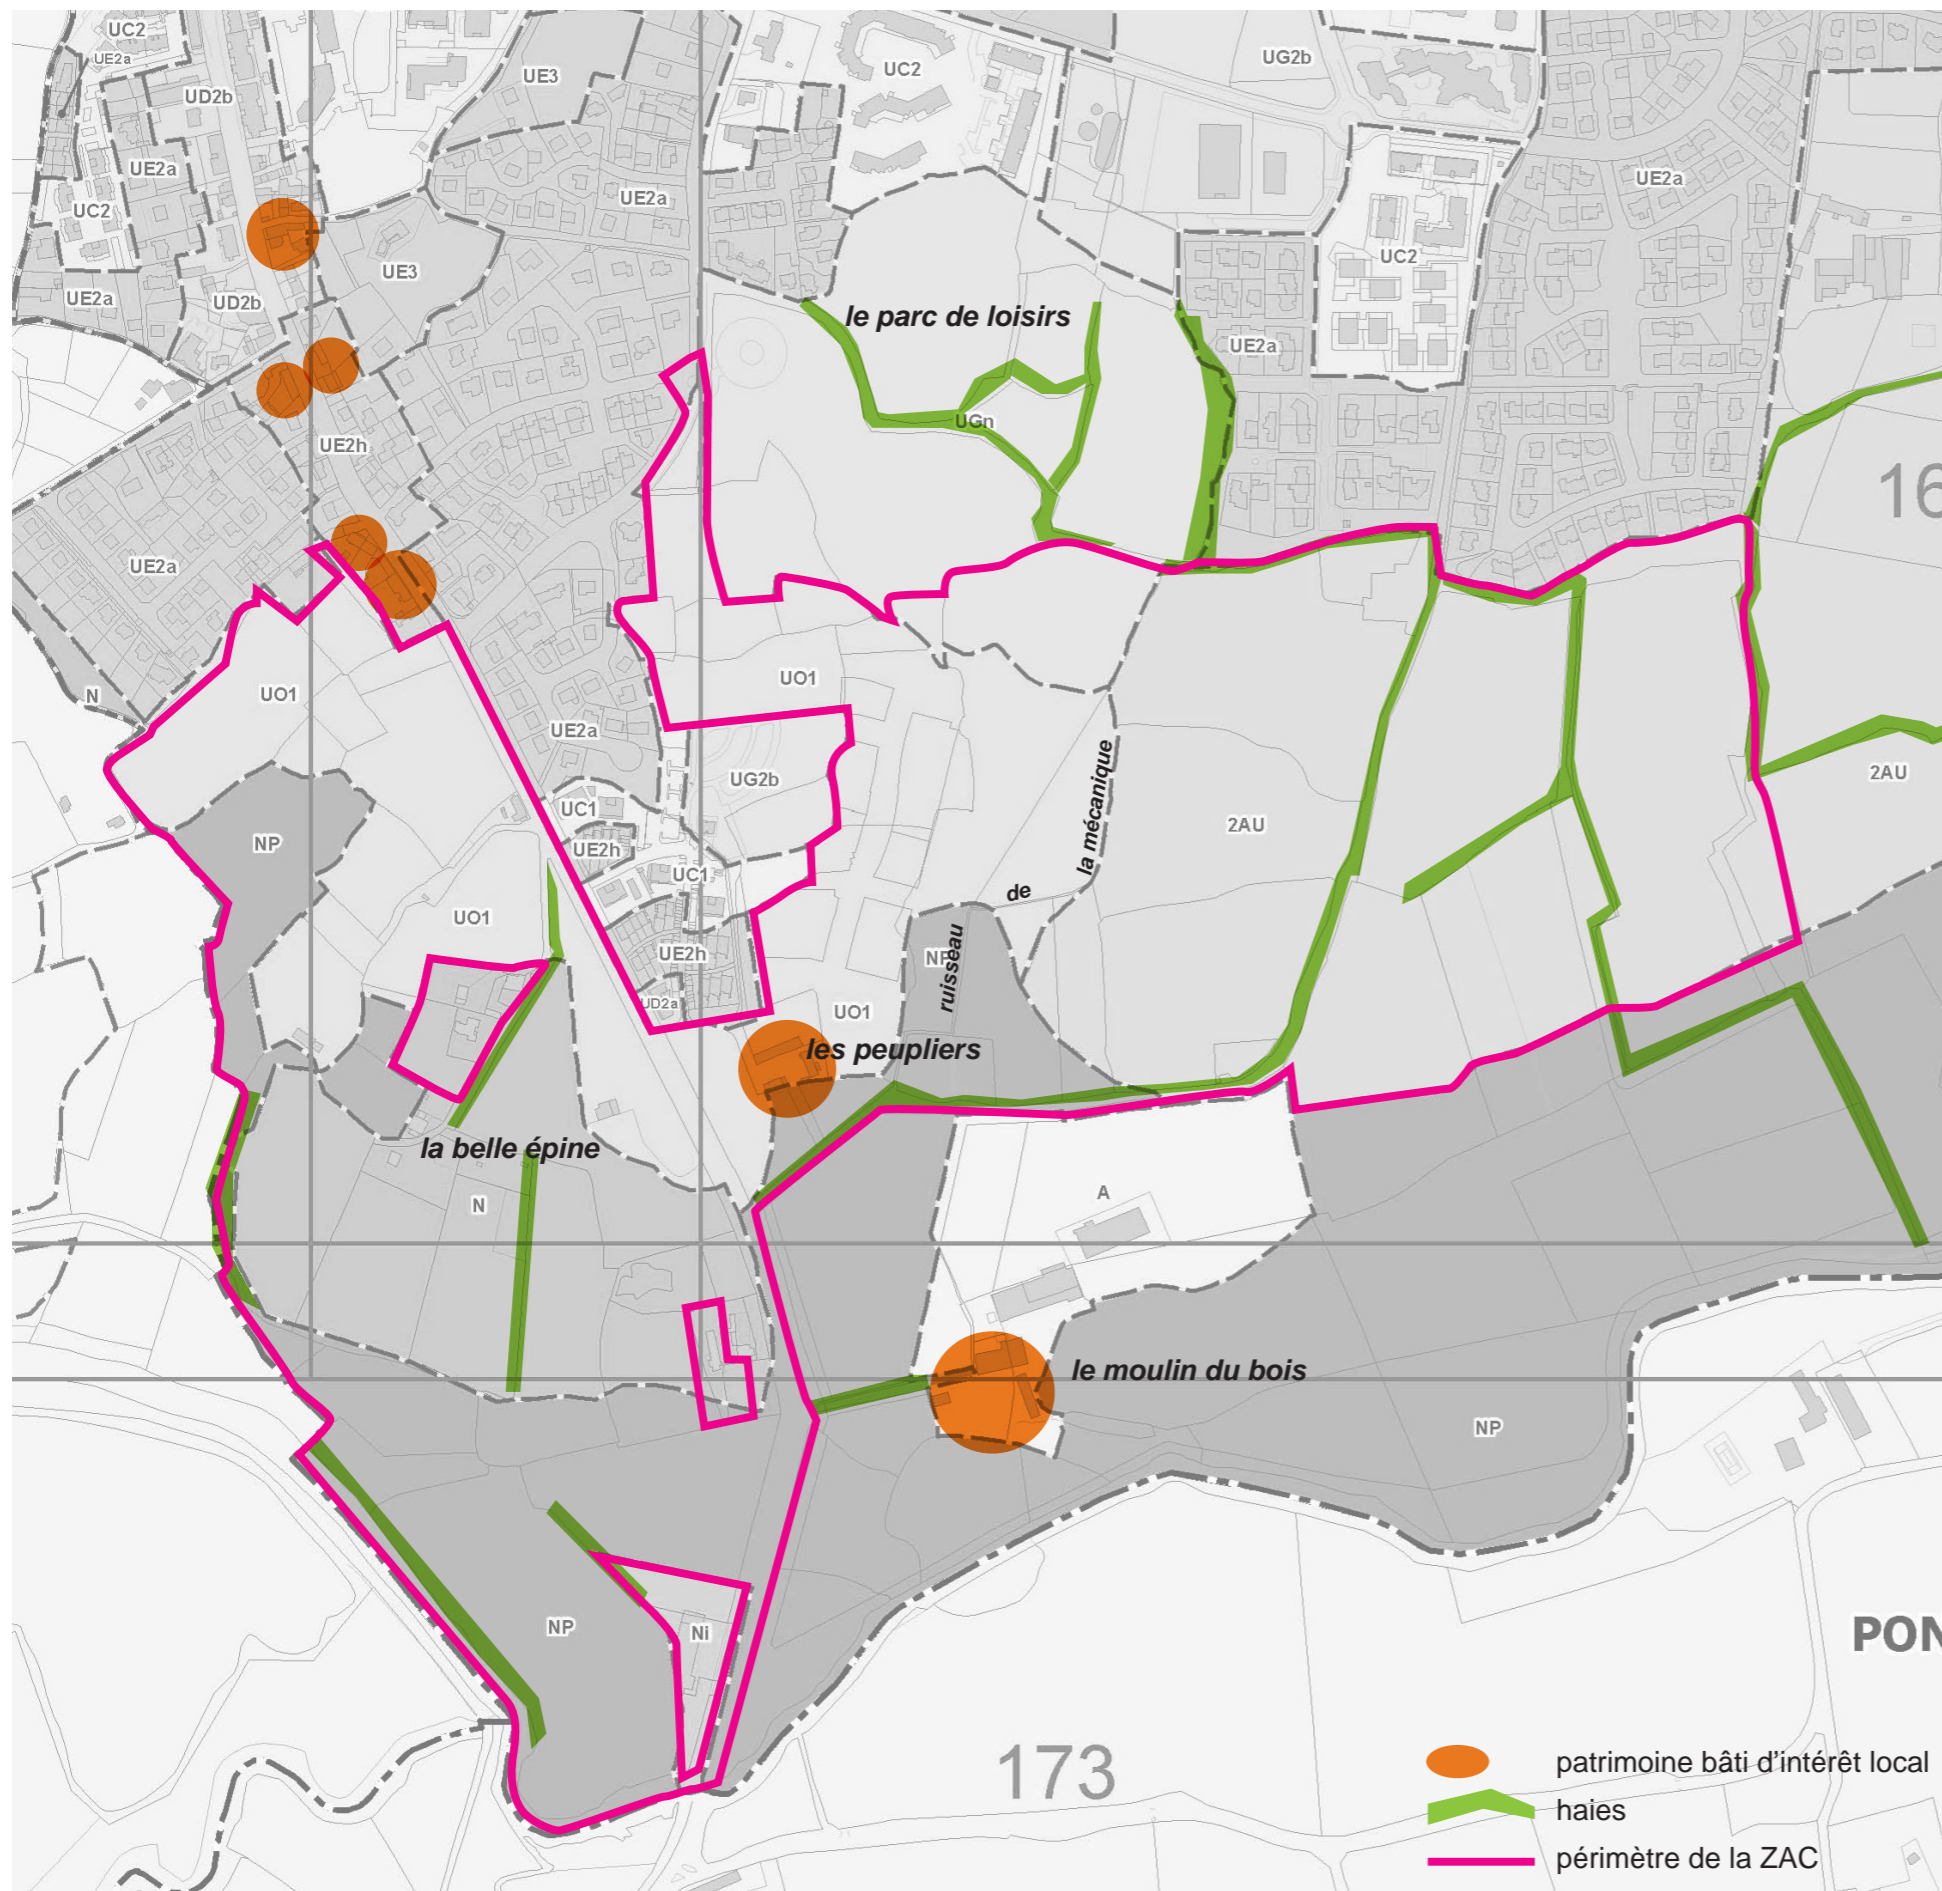 UC2
UE2a
UD2b
UE3
UC2
UG2b
UE2a
UE2a
UE2a
UC2
UC2
UE3
UE2a
UD2b
le parc de loisirs
UE2a
UGn
UE2h
16
UE2a
N
UO1
UO1
UE2a
UG2b
la mécanique
2AU
UC1
2AU
NP
UE2h
UC1
de
UO1
UE2h
NP
ruisseau
UD2a
UO1
les peupliers
la belle épine
N
A
le moulin du bois
NP
NP
Ni
PON
173
patrimoine bâti d'intérêt local
haies
périmètre de la ZAC